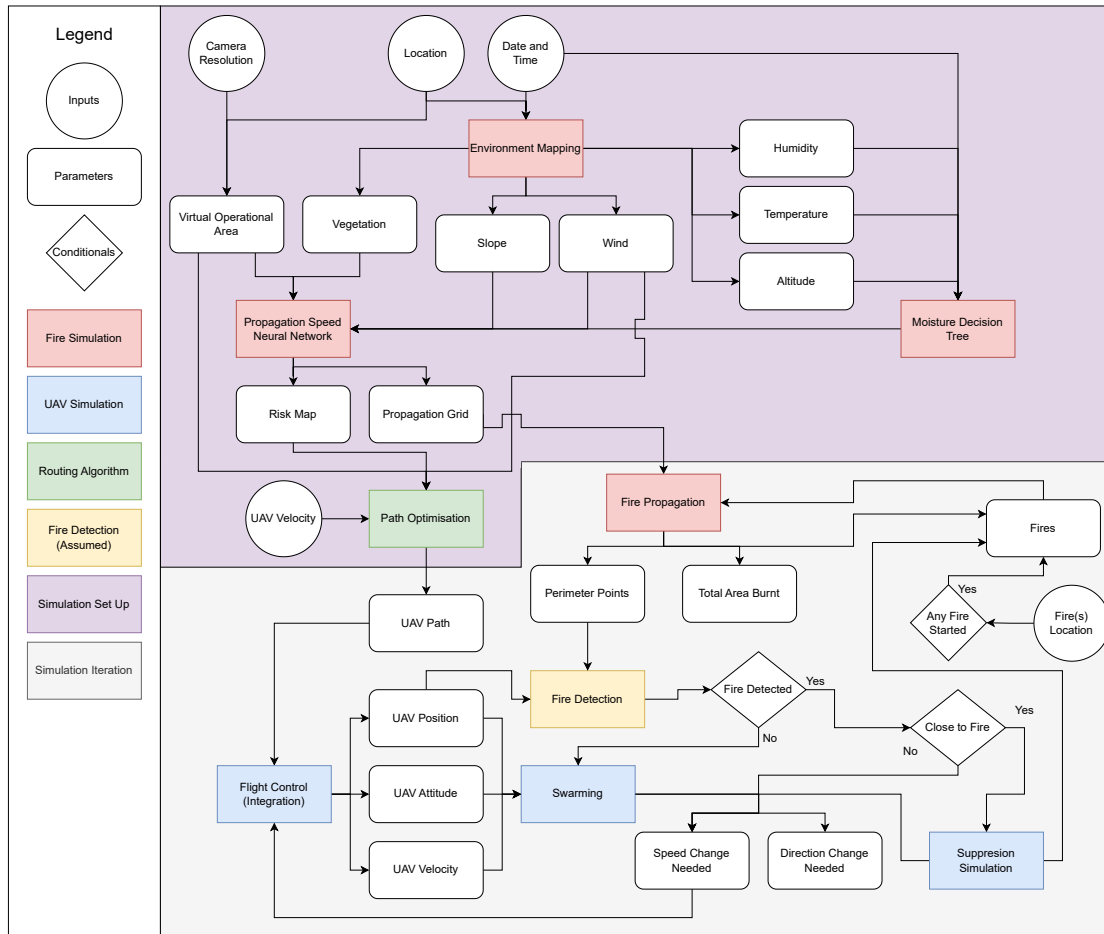 Legend
Inputs
Parameters
Conditionals
Fire Simulation
UAV Simulation
Routing Algorithm
Fire Detection
(Assumed)
Simulation Set Up
Simulation Iteration
Camera
Resolution
Location
Date and
Time
Environment Mapping
Humidity
Virtual Operational
Area
Vegetation
Temperature
Slope
Wind
Altitude
Propagation Speed
Neural Network
Moisture Decision
Tree
Risk Map
Propagation Grid
UAV Velocity
Path Optimisation
Fire Propagation
Fires
Perimeter Points
Total Area Burnt
Yes
Any Fire
Started
Fire(s)
Location
UAV Path
UAV Position
Fire Detection
Fire Detected
Yes
No
Close to Fire
Yes
No
Flight Control
(Integration)
UAV Attitude
Swarming
UAV Velocity
Speed Change
Needed
Direction Change
Needed
Suppresion
Simulation